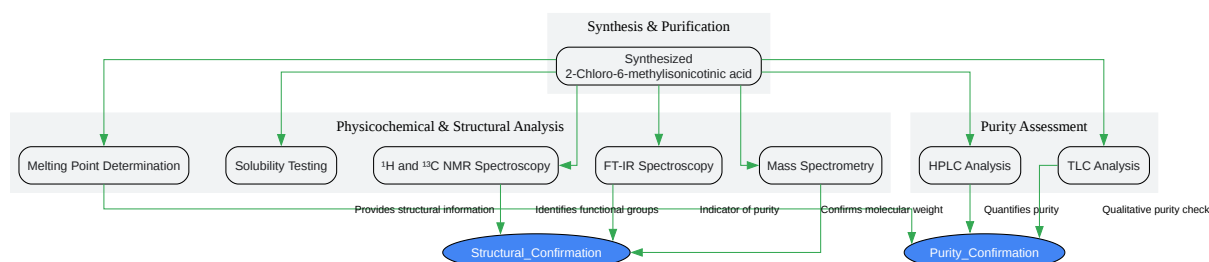 Synthesis & Purification
Synthesized
2-Chloro-6-methylisonicotinic acid
Physicochemical & Structural Analysis
Purity Assessment
Melting Point Determination
Solubility Testing
¹H and ¹³C NMR Spectroscopy
FT-IR Spectroscopy
Mass Spectrometry
HPLC Analysis
TLC Analysis
Provides structural information
Identifies functional groups
Indicator of purity
Confirms molecular weight
Quantifies purity
Qualitative purity check
Structural_Confirmation
Purity_Confirmation